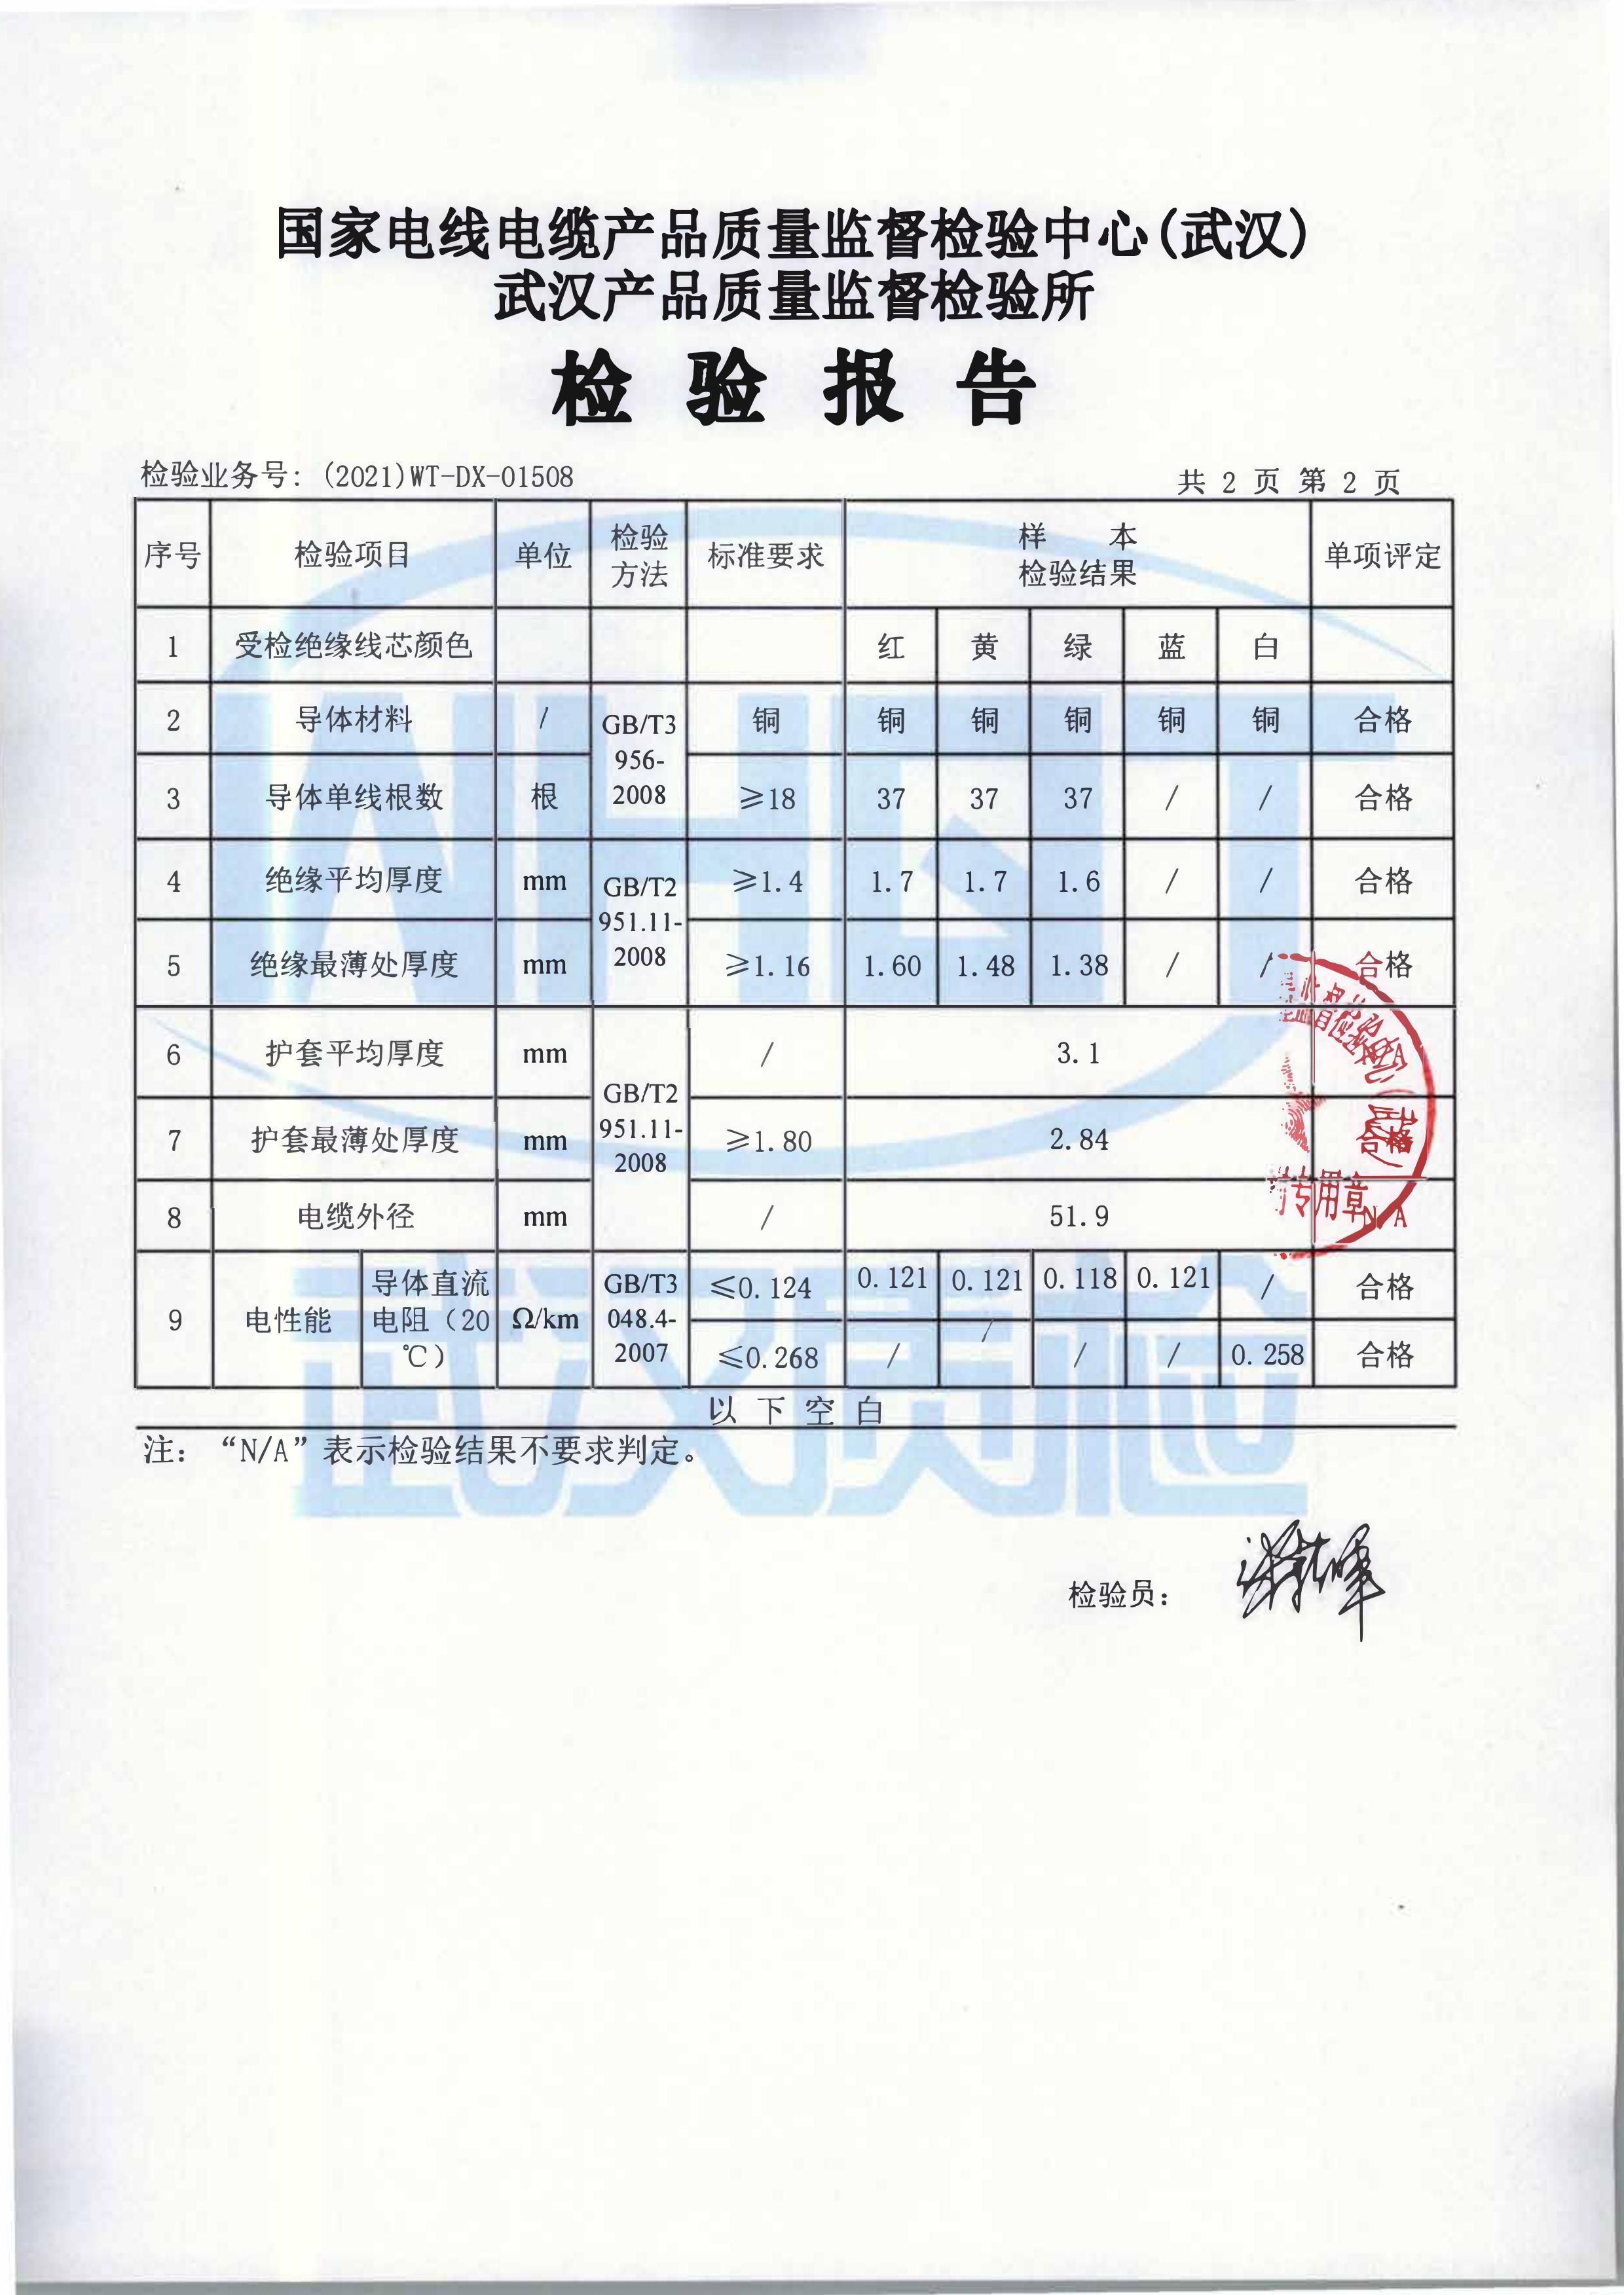 国家电线电缆产品质量监督检验中心(武汉)
武汉产品质量监督检验所
检 验 报 告
检验业务号: (2021)WT-DX-01508
共 2 页 第 2 页
序号 检验项目 单位 检验方法 标准要求 样 本 检验结果 单项评定
1 受检绝缘线芯颜色 红 黄 绿 蓝 白
2 导体材料 / GB/T3956-2008 铜 铜 铜 铜 铜 铜 合格
3 导体单线根数 根 ≥18 37 37 37 / / 合格
4 绝缘平均厚度 mm GB/T2951.11-2008 ≥1.4 1.7 1.7 1.6 / / 合格
5 绝缘最薄处厚度 mm ≥1.16 1.60 1.48 1.38 / / 合格
6 护套平均厚度 mm GB/T2951.11-2008 / 3.1 N/A
7 护套最薄处厚度 mm ≥1.80 2.84 合格
8 电缆外径 mm / 51.9 N/A
9 电性能 导体直流电阻（20℃） Ω/km GB/T3048.4-2007 ≤0.124 0.121 0.121 0.118 0.121 / 合格
≤0.268 / / / / 0.258 合格
以 下 空 白
注: “N/A”表示检验结果不要求判定。
检验员:
专用章
WHQT
武汉质检